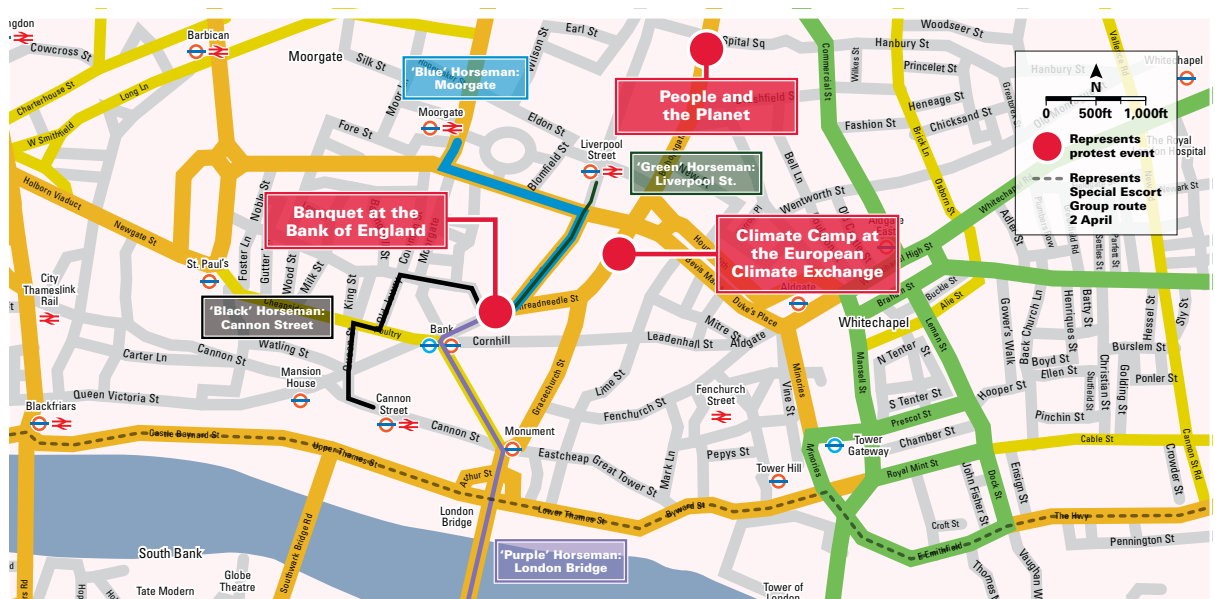 Cowcross St
Barbican
Moorgate
Silk St
Earl St
Wilson St
Spital Sq
Woodseer St
Hanbury St
Wilkes St
Commercial St
Princelet St
Hanbury St
Whitechapel
Charterhouse St
Long Ln
W Smithfield
'Blue' Horseman:
Moorgate
Moorgate
Fore St
Eldon St
Blomfield St
Liverpool
Street
People and
the Planet
Fashion St
Heneage St
Chicksand St
Brick Ln
Osborn St
N
0 500ft 1,000ft
Represents
protest event
Represents
Special Escort
Group route
2 April
The Royal
Hospital
Holborn Viaduct
Newgate St
Noble St
'Green' Horseman:
Liverpool St.
Bell Ln
Wentworth St
Adler St
Banquet at the
Bank of England
Climate Camp at
the European
Climate Exchange
Aldgate
East
Aldgate
Duke's Place
St. Paul's
Foster Ln
Gutter
Wood St
Milk St
King St
City
Thameslink
Rail
'Black' Horseman:
Cannon Street
Cheapside
Poultry
Threadneedle St
Bank
Cornhill
Leadenhall St
Mitre St
Aldgate
Whitechapel
Braham St
Buckle St
Alie St
Leman St
Mansell St
N Tenter
St
S Tenter St
Prescot St
Chamber St
Royal Mint St
Hooper St
Gower's Walk
Back Church Ln
Henriques St
Batty St
Boyd St
Ellen St
Christian St
Golding St
Hessel St
Sly St
Burslem St
Ponler St
Pinchin St
Cable St
Cannon St Rd
Crowder St
Carter Ln
Cannon St
Watling St
Mansion
House
Queen Victoria St
Cannon
Street
Cannon St
Blackfriars
Castle Baynard St
Upper Thames St
Monument
Gracechurch St
Lime St
Fenchurch St
Fenchurch
Street
Vine St
Minories
Eastcheap
Great Tower St
Mark Ln
Pepys St
Tower Hill
Tower
Gateway
Minories
Lower Thames St
Byward St
London
Bridge
'Purple' Horseman:
London Bridge
South Bank
Southwark Bridge Rd
Globe
Theatre
Tate Modern
Tower of
London
E Smithfield
Croft St
John Fisher St
Dock St
Ensign St
The Hwy
Pennington St
Vaughan W
Thomas M